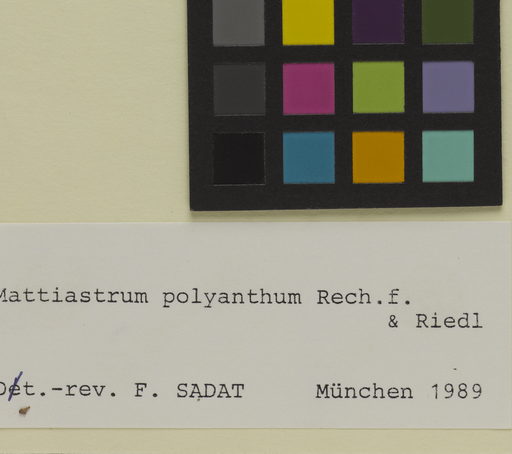 Mattiastrum polyanthum Rech.f.
& Riedl
Det.-rev. F. SADAT München 1989